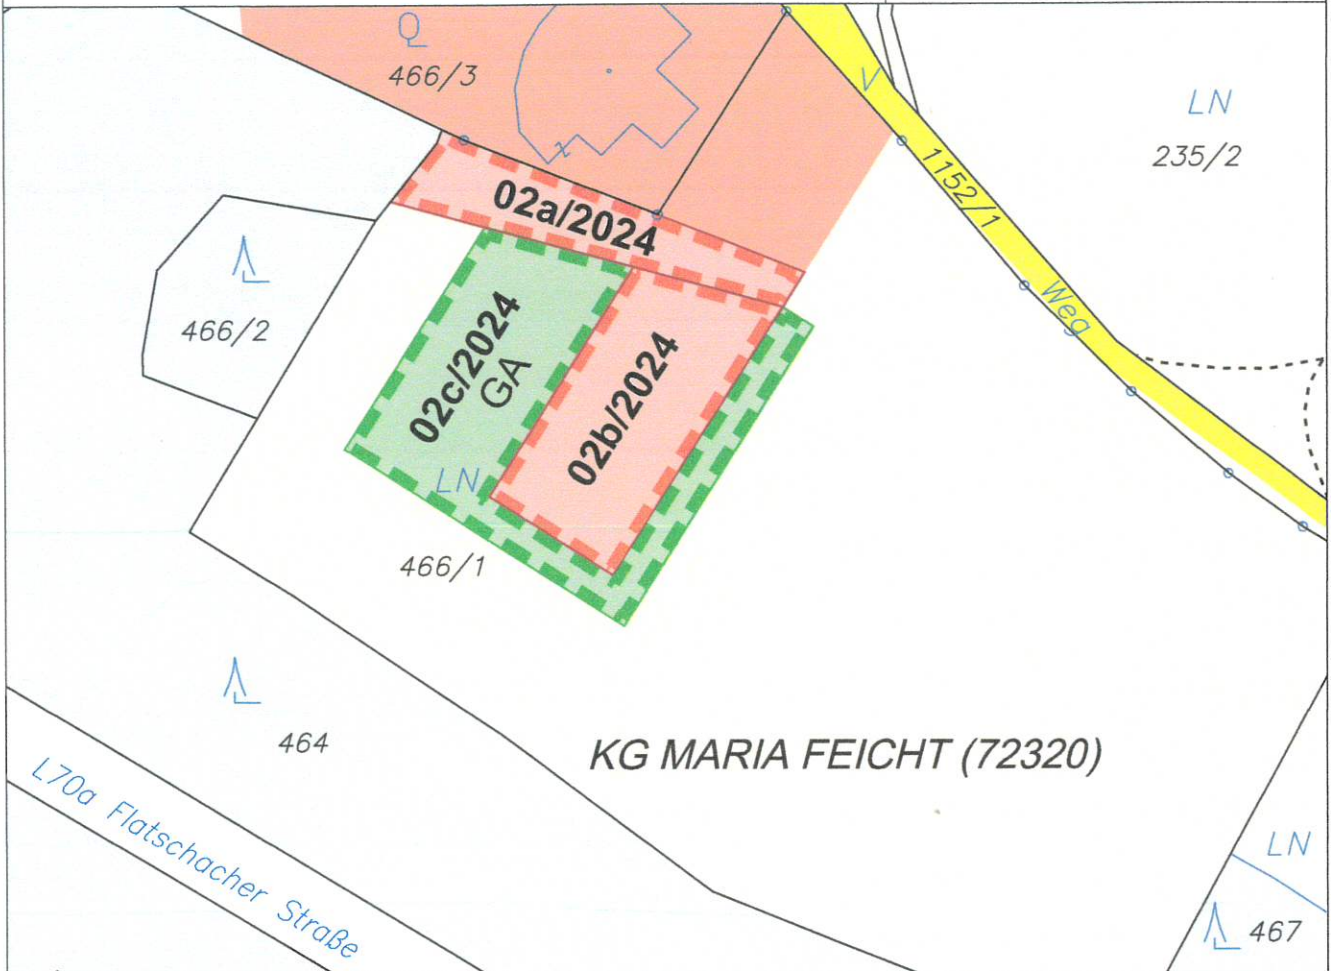 Q
466/3
V
LN
235/2
1152/1
02a/2024
Weg
466/2
02c/2024
GA
02b/2024
LN
466/1
464
KG MARIA FEICHT (72320)
L70a Flatschacher Straße
LN
467